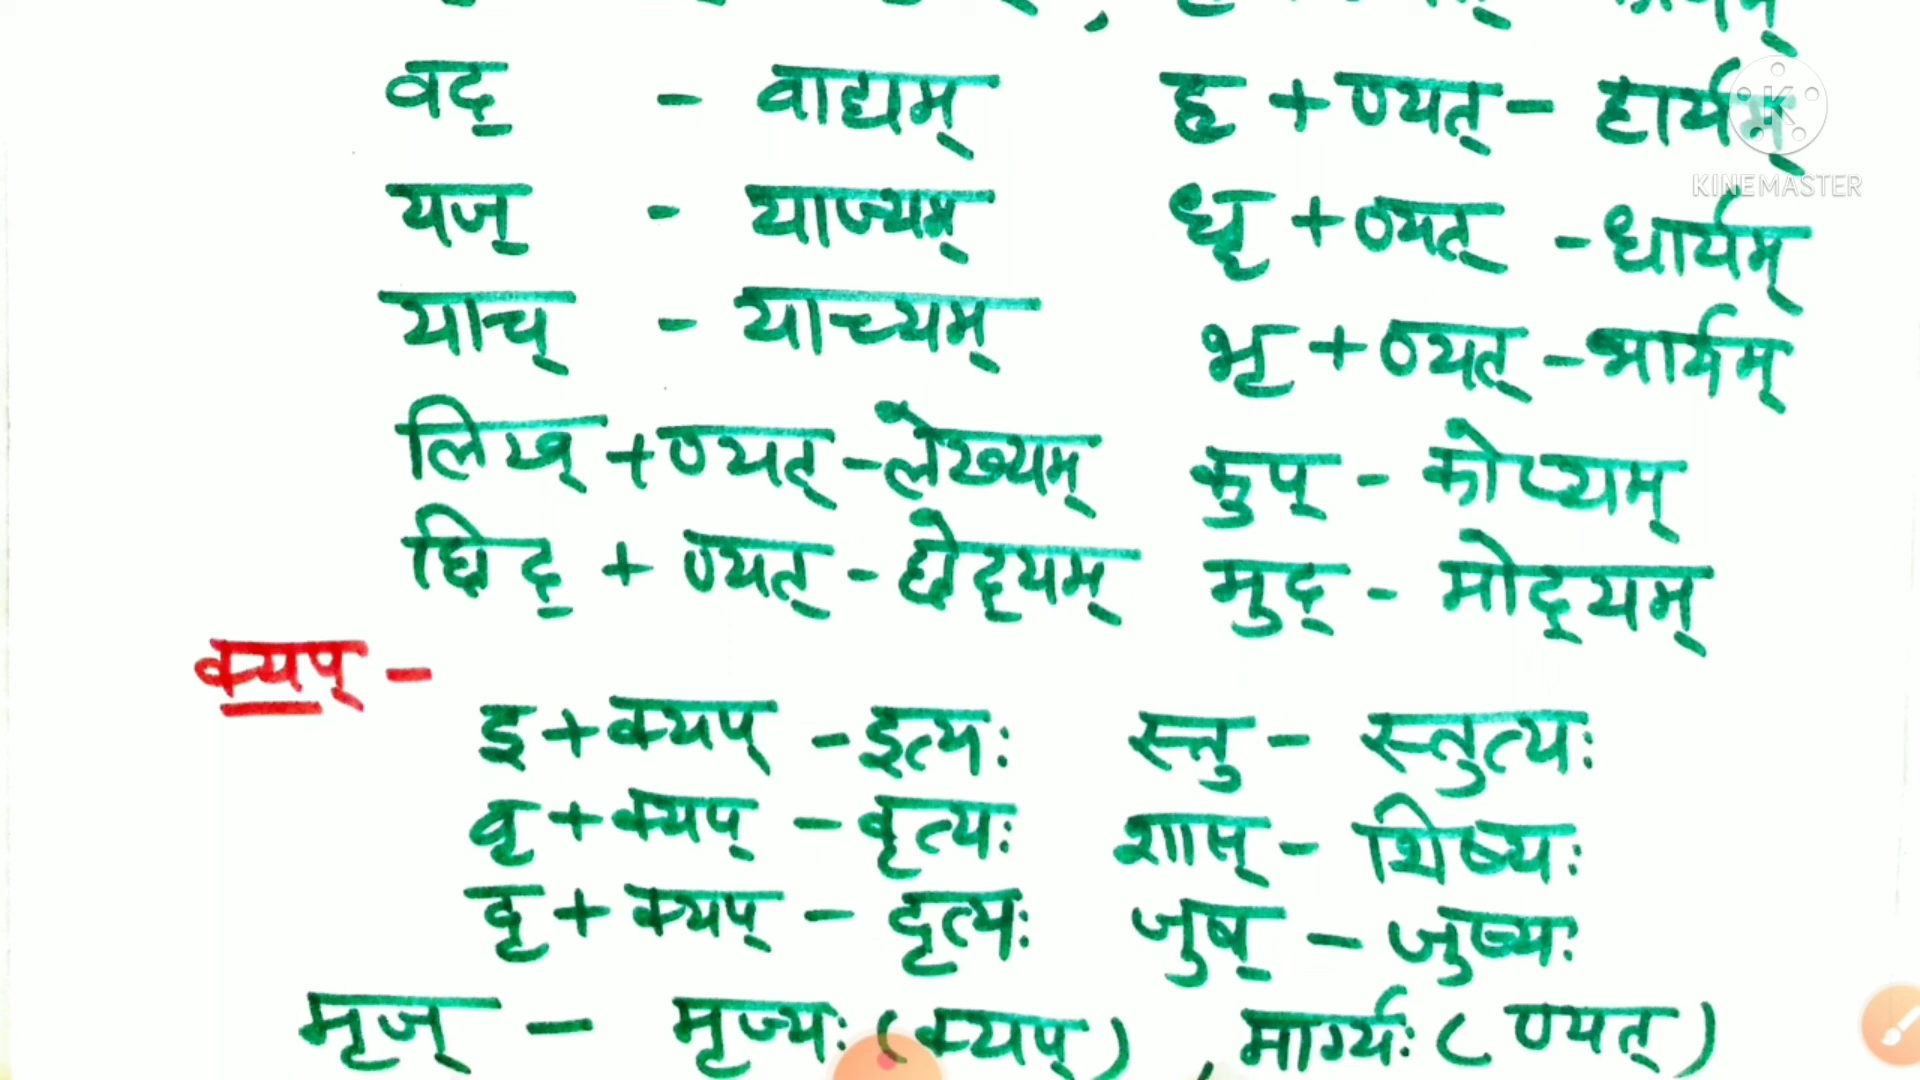 वद् - वाद्यम् हृ + ण्यत् - हार्यम्
KINEMASTER
यज् - याज्यम् धृ + ण्यत् - धार्यम्
याच् - याच्यम् भृ + ण्यत् - भार्यम्
लिख् + ण्यत् - लेख्यम् कुप् - कोप्यम्
छिद् + ण्यत् - छेद्यम् मुद् - मोद्यम्
क्यप् -
इ + क्यप् - इत्यः स्तु - स्तुत्यः
वृ + क्यप् - वृत्यः शास् - शिष्यः
दृ + क्यप् - दृत्यः जुष् - जुष्यः
मृज् - मृज्यः (क्यप्) , मार्ग्यः (ण्यत्)